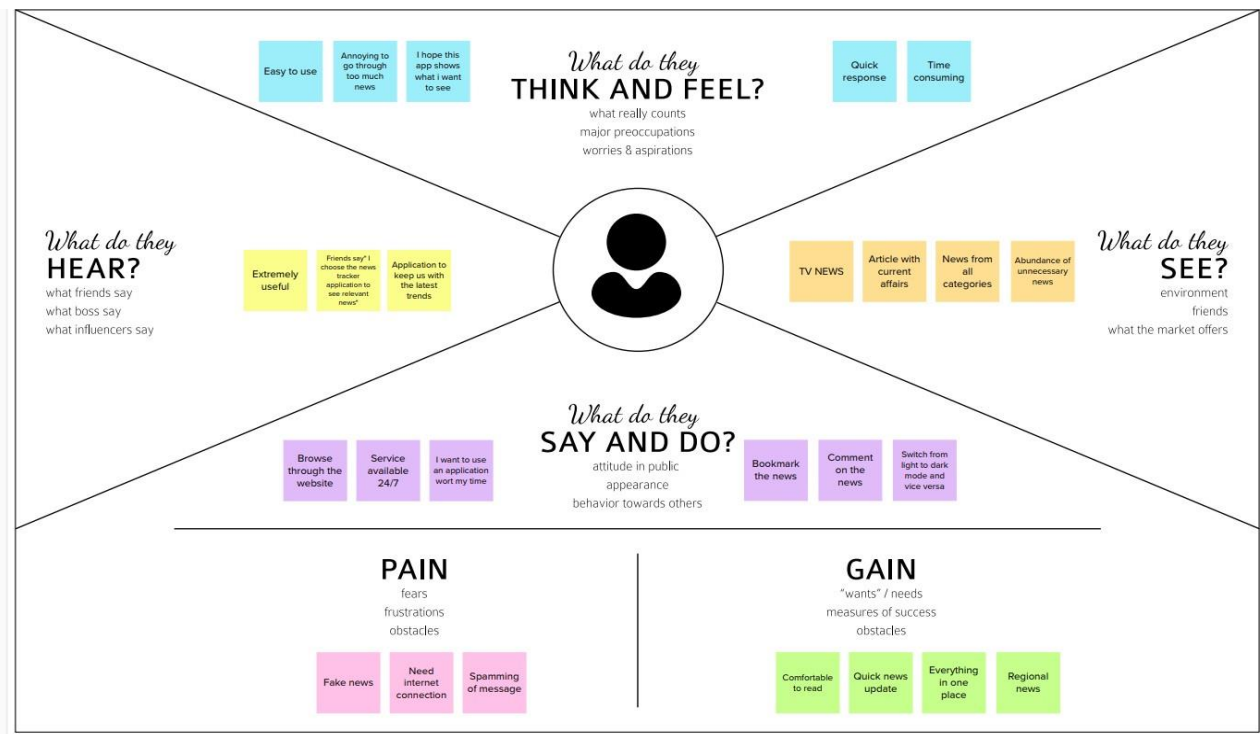 What do they
THINK AND FEEL?
what really counts
major preoccupations
worries & aspirations
Easy to use
Annoying to
go through
too much
news
I hope this
app shows
what i want
to see
Quick
response
Time
consuming
What do they
HEAR?
what friends say
what boss say
what influencers say
Extremely
useful
Friends say" I
choose the news
tracker
application to
see relevant
news"
Application to
keep us with
the latest
trends
What do they
SEE?
environment
friends
what the market offers
TV NEWS
Article with
current
affairs
News from
all
categories
Abundance of
unnecessary
news
What do they
SAY AND DO?
attitude in public
appearance
behavior towards others
Browse
through the
website
Service
available
24/7
I want to use
an application
wort my time
Bookmark
the news
Comment
on the
news
Switch from
light to dark
mode and
vice versa
PAIN
fears
frustrations
obstacles
Fake news
Need
internet
connection
Spamming
of message
GAIN
"wants" / needs
measures of success
obstacles
Comfortable
to read
Quick news
update
Everything
in one
place
Regional
news